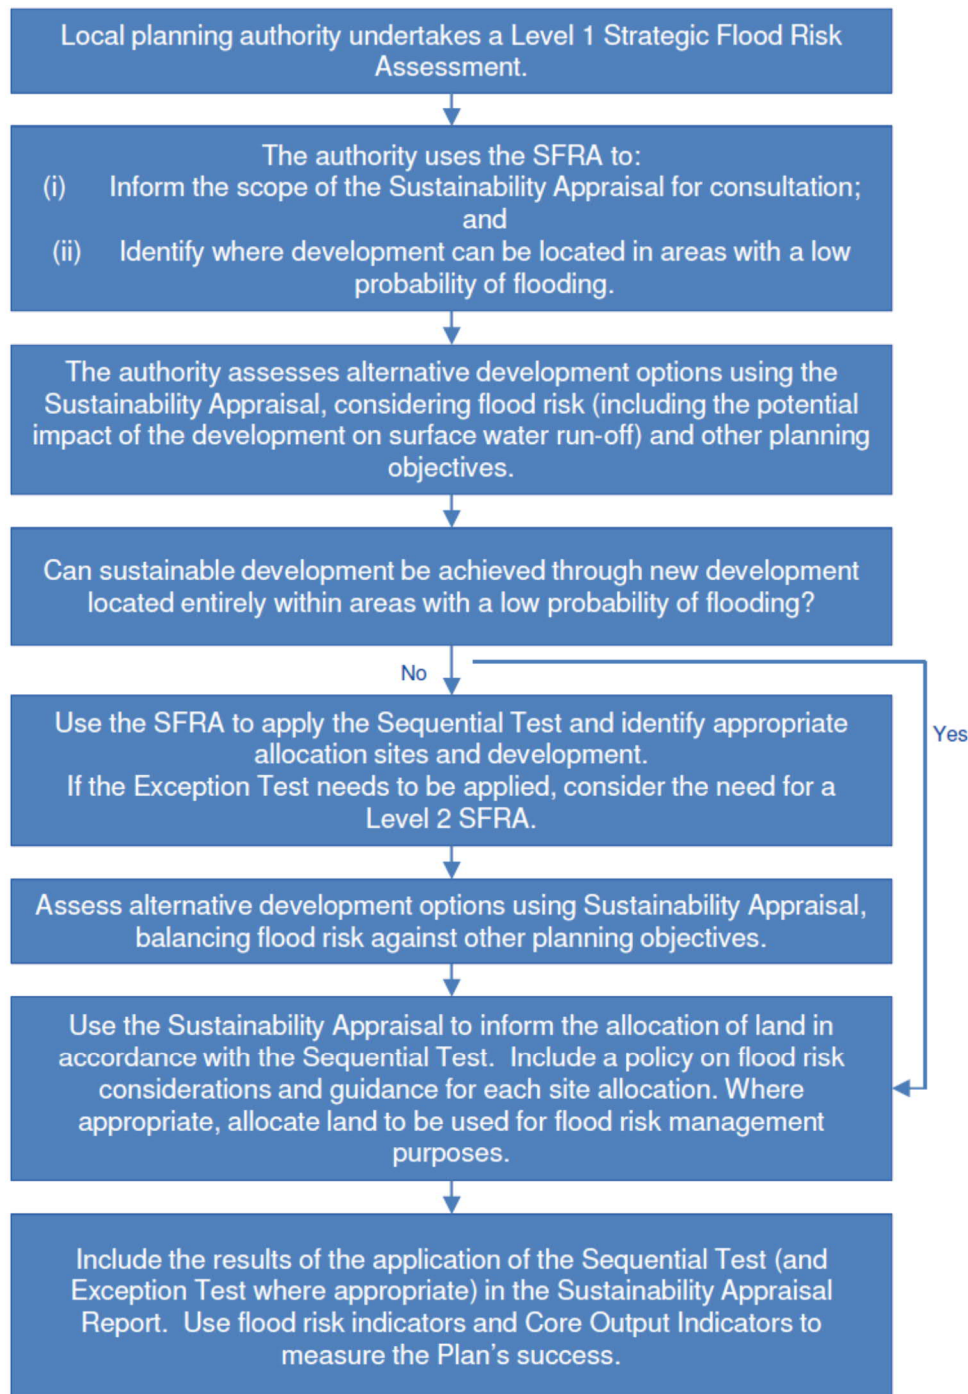 Local planning authority undertakes a Level 1 Strategic Flood Risk
Assessment.
The authority uses the SFRA to:
(i) Inform the scope of the Sustainability Appraisal for consultation;
and
(ii) Identify where development can be located in areas with a low
probability of flooding.
The authority assesses alternative development options using the
Sustainability Appraisal, considering flood risk (including the potential
impact of the development on surface water run-off) and other planning
objectives.
Can sustainable development be achieved through new development
located entirely within areas with a low probability of flooding?
No
Yes
Use the SFRA to apply the Sequential Test and identify appropriate
allocation sites and development.
If the Exception Test needs to be applied, consider the need for a
Level 2 SFRA.
Assess alternative development options using Sustainability Appraisal,
balancing flood risk against other planning objectives.
Use the Sustainability Appraisal to inform the allocation of land in
accordance with the Sequential Test.  Include a policy on flood risk
considerations and guidance for each site allocation. Where
appropriate, allocate land to be used for flood risk management
purposes.
Include the results of the application of the Sequential Test (and
Exception Test where appropriate) in the Sustainability Appraisal
Report.  Use flood risk indicators and Core Output Indicators to
measure the Plan's success.